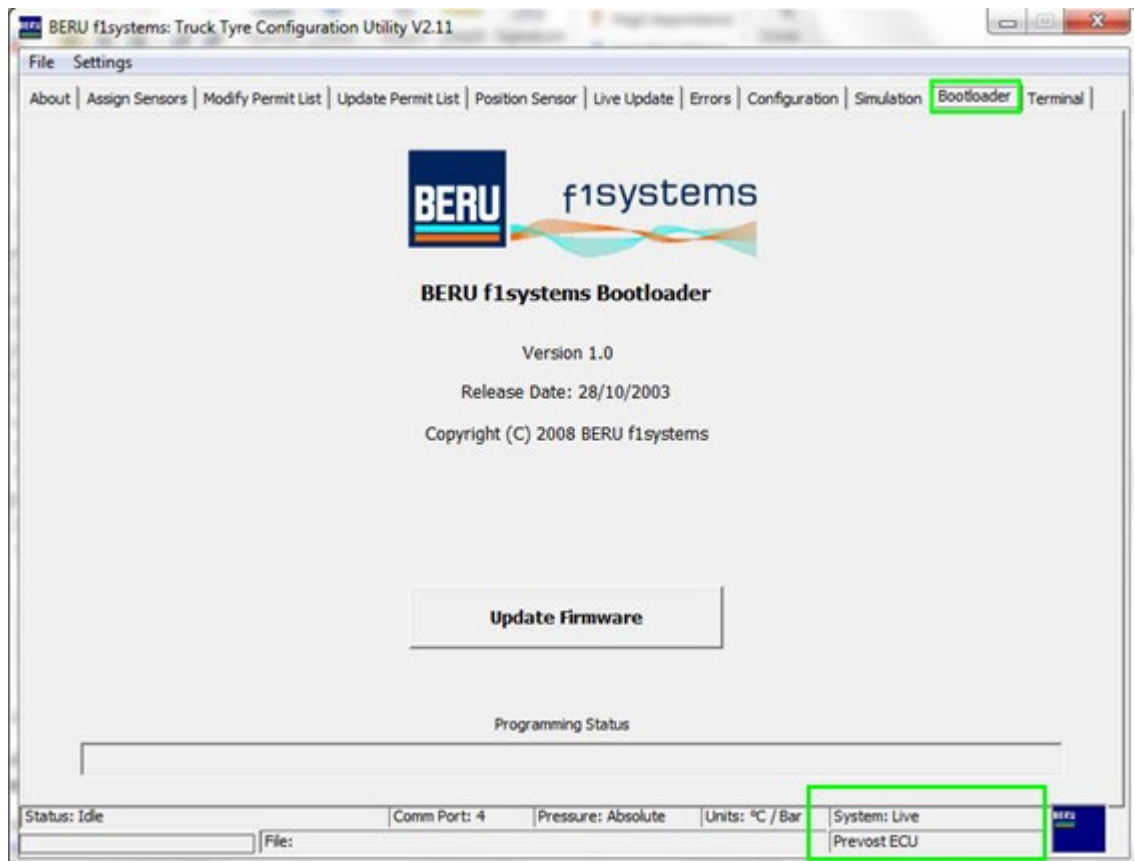 BERU f1systems: Truck Tyre Configuration Utility V2.11
File Settings
About Assign Sensors Modify Permit List Update Permit List Position Sensor Live Update Errors Configuration Simulation Bootloader Terminal
BERU f1systems
BERU f1systems Bootloader
Version 1.0
Release Date: 28/10/2003
Copyright (C) 2008 BERU f1systems
Update Firmware
Programming Status
Status: Idle Comm Port: 4 Pressure: Absolute Units: °C / Bar System: Live BERU
File: Prevost ECU